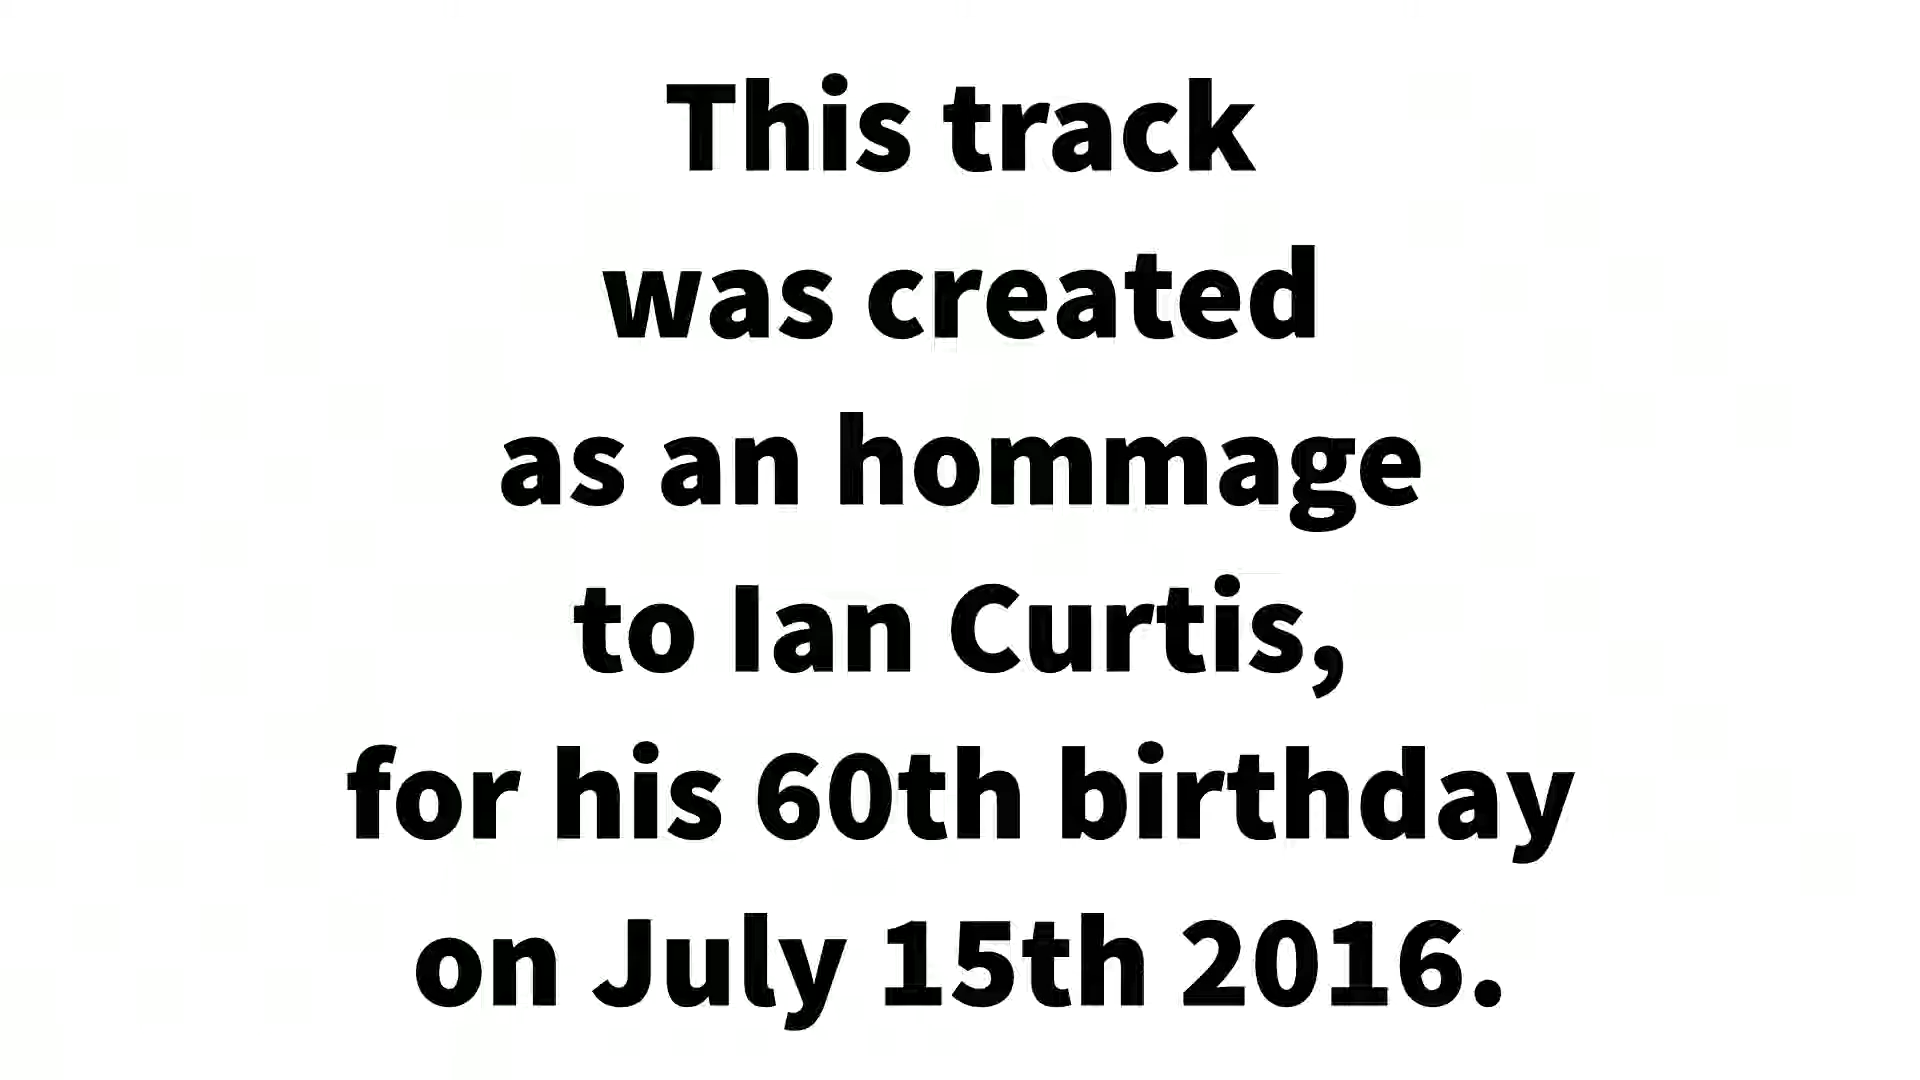 This track
was created
as an hommage
to Ian Curtis,
for his 60th birthday
on July 15th 2016.